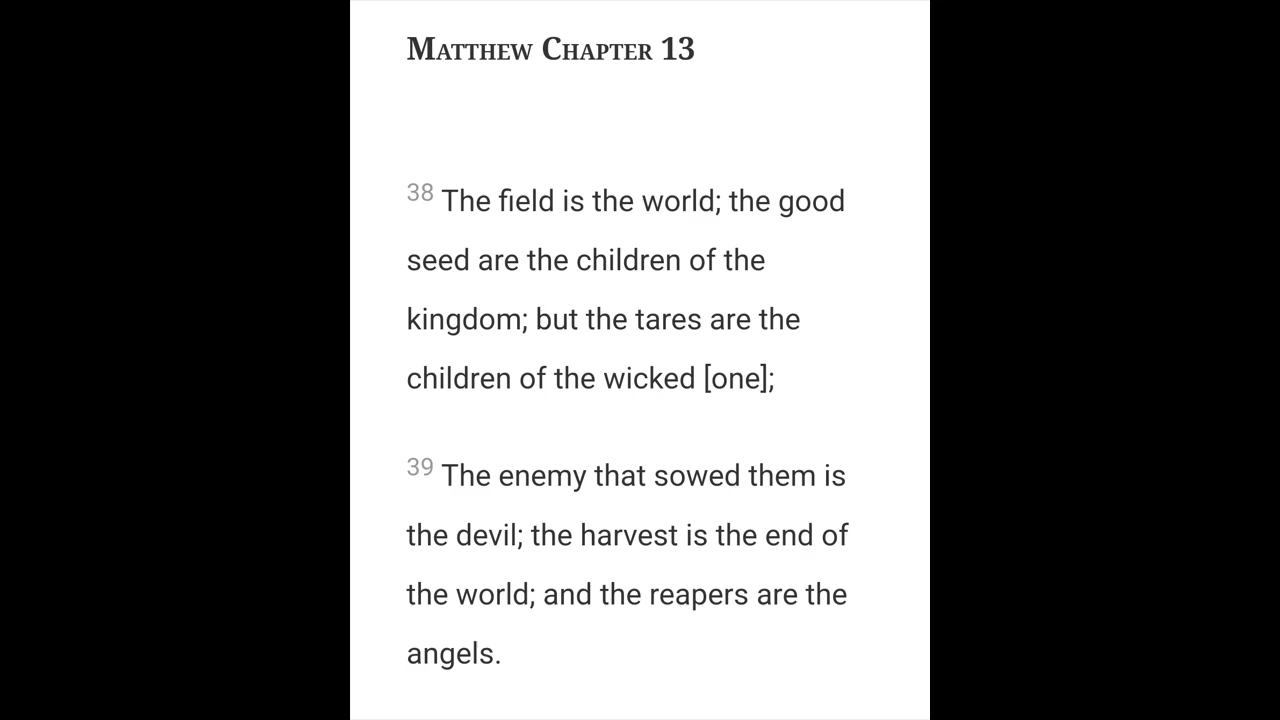 Matthew Chapter 13
38 The field is the world; the good
seed are the children of the
kingdom; but the tares are the
children of the wicked [one];
39 The enemy that sowed them is
the devil; the harvest is the end of
the world; and the reapers are the
angels.